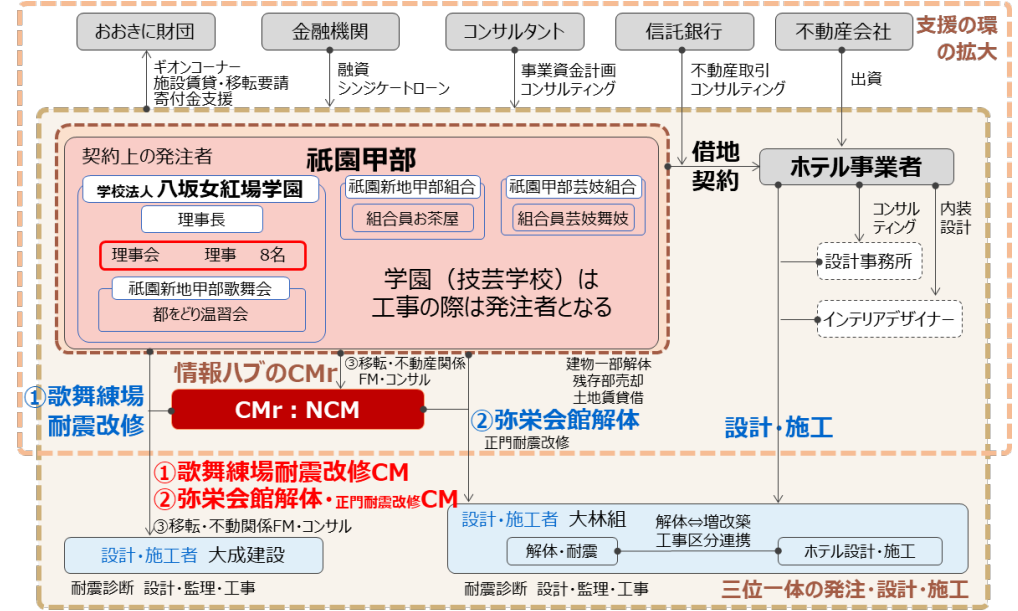 おおきに財団
金融機関
コンサルタント
信託銀行
不動産会社
支援の環
の拡大
ギオンコーナー
施設賃貸・移転要請
寄付金支援
融資
シンジケートローン
事業資金計画
コンサルティング
不動産取引
コンサルティング
出資
契約上の発注者
祇園甲部
借地
契約
ホテル事業者
学校法人 八坂女紅場学園
祇園新地甲部組合
祇園甲部芸妓組合
理事長
組合員お茶屋
組合員芸妓舞妓
コンサル
ティング
内装
設計
理事会 理事 8名
設計事務所
祇園新地甲部歌舞会
都をどり温習会
学園（技芸学校）は
工事の際は発注者となる
インテリアデザイナー
情報ハブのCMr
③移転・不動産関係
FM・コンサル
建物一部解体
残存部売却
土地賃貸借
①歌舞練場
耐震改修
CMr：NCM
②弥栄会館解体
正門耐震改修
設計・施工
①歌舞練場耐震改修CM
②弥栄会館解体・正門耐震改修CM
③移転・不動関係FM・コンサル
設計・施工者 大成建設
耐震診断 設計・監理・工事
設計・施工者 大林組
解体⇔増改築
工事区分連携
解体・耐震
ホテル設計・施工
耐震診断 設計・監理・工事
三位一体の発注・設計・施工